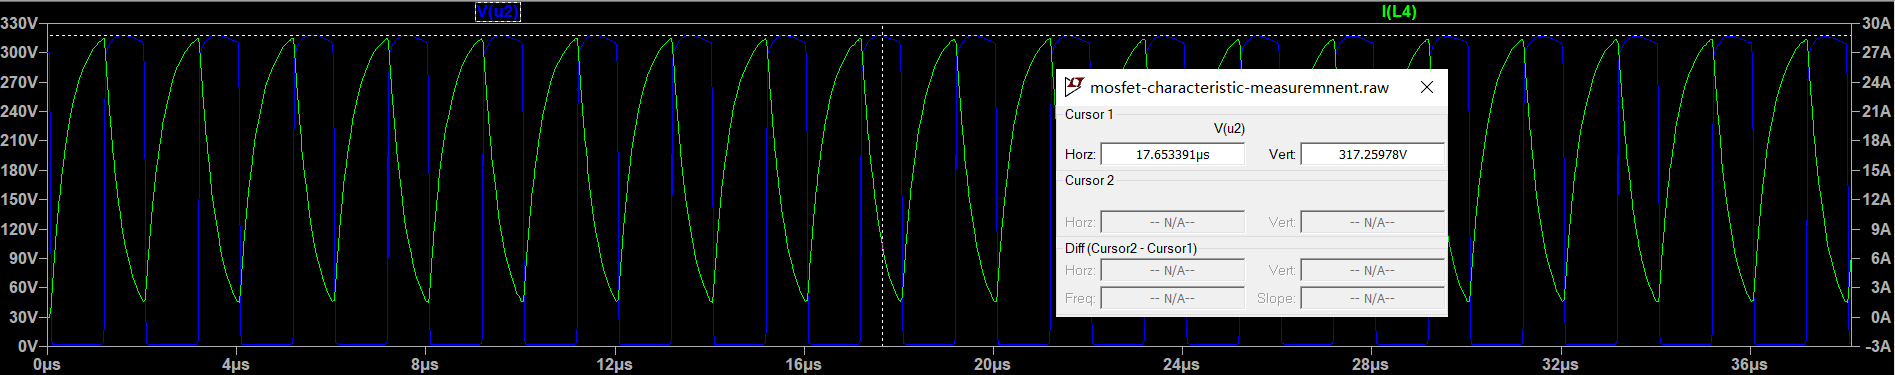 V(u2) I(L4)
330V 30A
300V 27A
270V 24A
240V 21A
210V 18A
180V 15A
150V 12A
120V 9A
90V 6A
60V 3A
30V 0A
0V -3A
0µs 4µs 8µs 12µs 16µs 20µs 24µs 28µs 32µs 36µs
mosfet-characteristic-measuremnent.raw
Cursor 1
V(u2)
Horz: 17.653391µs Vert: 317.25978V
Cursor 2
Horz: -- N/A-- Vert: -- N/A--
Diff (Cursor2 - Cursor1)
Horz: -- N/A-- Vert: -- N/A--
Freq: -- N/A-- Slope: -- N/A--